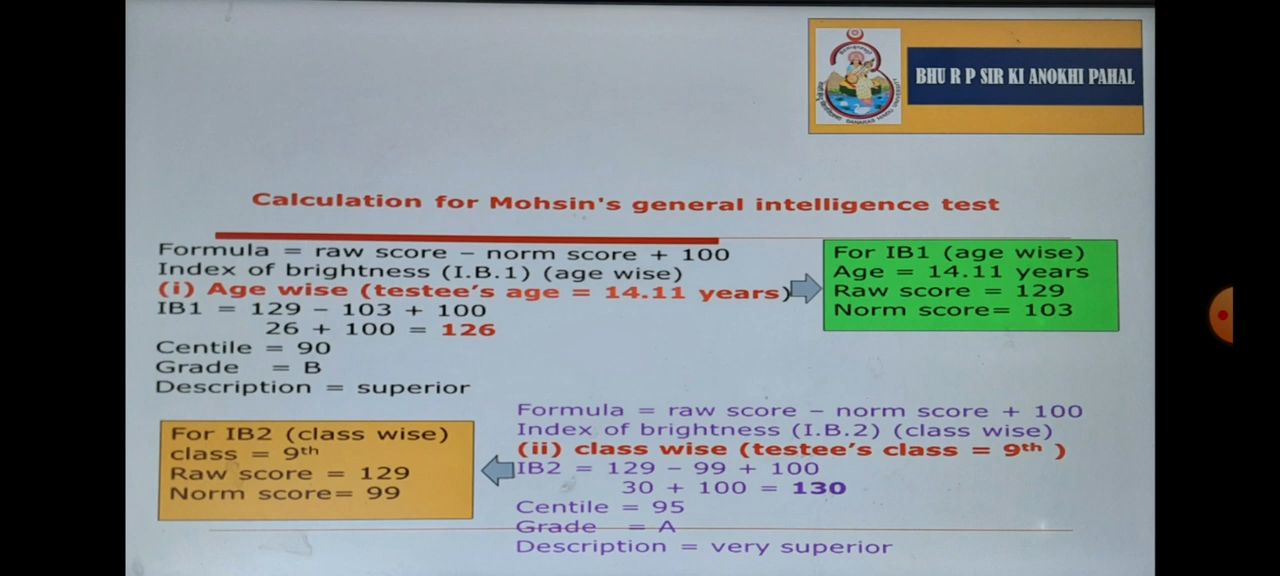 BHU R P SIR KI ANOKHI PAHAL
Calculation for Mohsin's general intelligence test
Formula = raw score – norm score + 100
Index of brightness (I.B.1) (age wise)
(i) Age wise (testee's age = 14.11 years)
IB1 = 129 – 103 + 100
26 + 100 = 126
Centile = 90
Grade = B
Description = superior
For IB1 (age wise)
Age = 14.11 years
Raw score = 129
Norm score= 103
For IB2 (class wise)
class = 9th
Raw score = 129
Norm score= 99
Formula = raw score – norm score + 100
Index of brightness (I.B.2) (class wise)
(ii) class wise (testee's class = 9th )
IB2 = 129 – 99 + 100
30 + 100 = 130
Centile = 95
Grade = A
Description = very superior